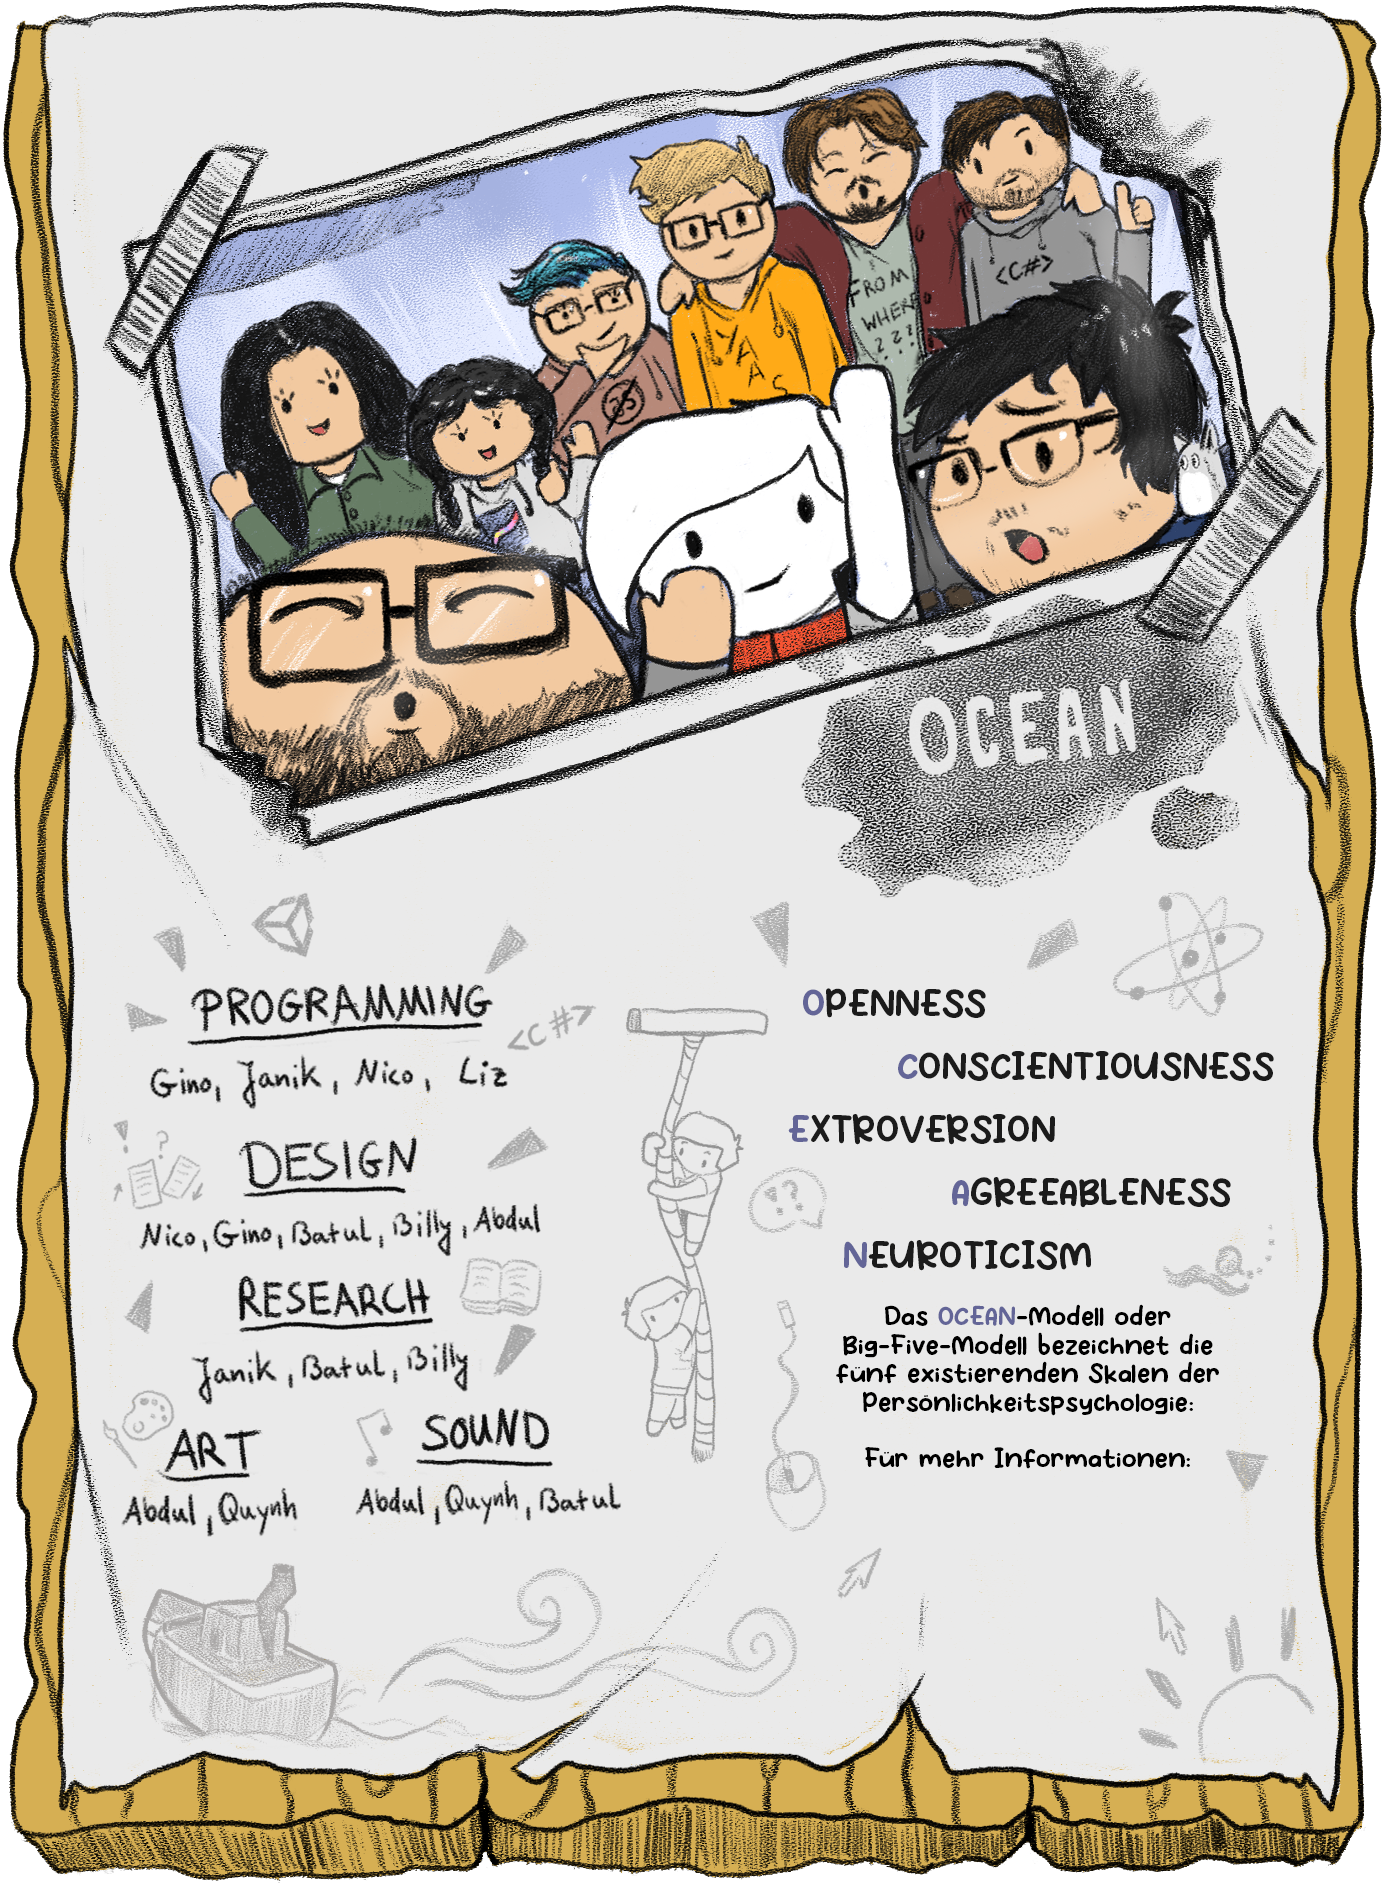 <C#>
FROM
WHERE
???
YAS
JS
OCEAN
PROGRAMMING
<C#>
Gino, Janik, Nico, Liz
DESIGN
Nico, Gino, Batul, Billy, Abdul
RESEARCH
Janik, Batul, Billy
ART
Abdul, Quynh
SOUND
Abdul, Quynh, Batul
OPENNESS
CONSCIENTIOUSNESS
EXTROVERSION
AGREEABLENESS
NEUROTICISM
Das OCEAN-Modell oder
Big-Five-Modell bezeichnet die
fünf existierenden Skalen der
Persönlichkeitspsychologie:
Für mehr Informationen: